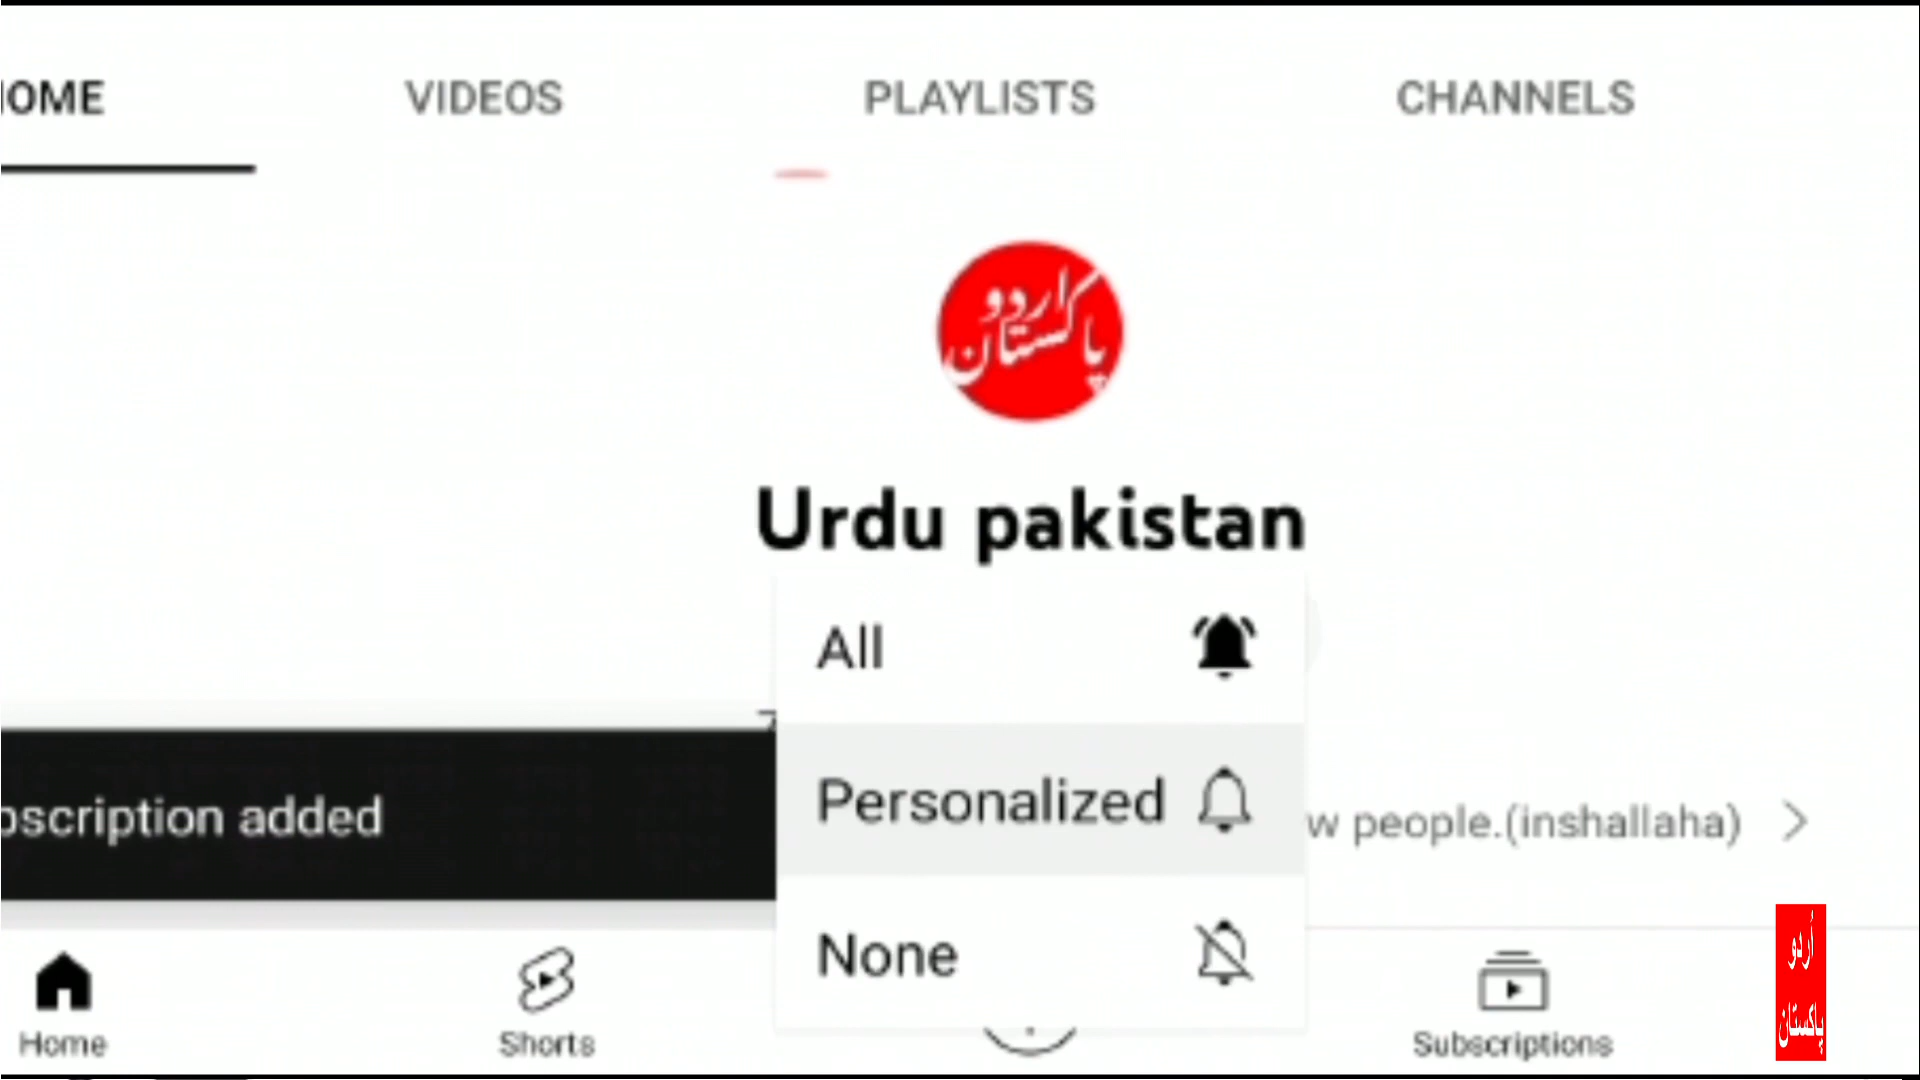 OME
VIDEOS
PLAYLISTS
CHANNELS
اردو
پاکستان
Urdu pakistan
All
Personalized
None
bscription added
w people.(inshallaha)
Home
Shorts
Subscriptions
اُردو
پاکستان